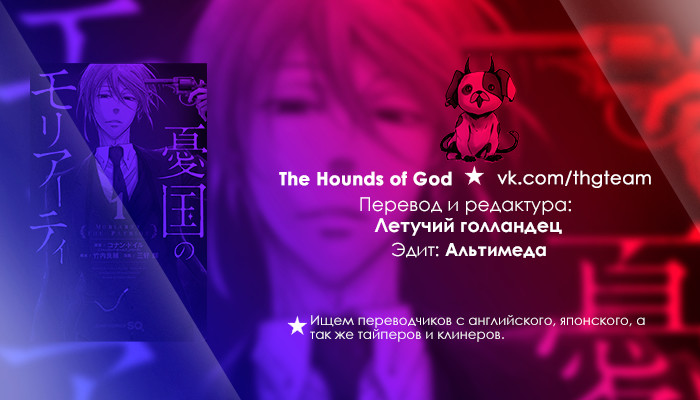 憂国の
モリアーティ
1
The Hounds of God ★ vk.com/thgteam
Перевод и редактура:
Летучий голландец
Эдит: Альтимеда
★ Ищем переводчиков с английского, японского, а
так же тайперов и клинеров.